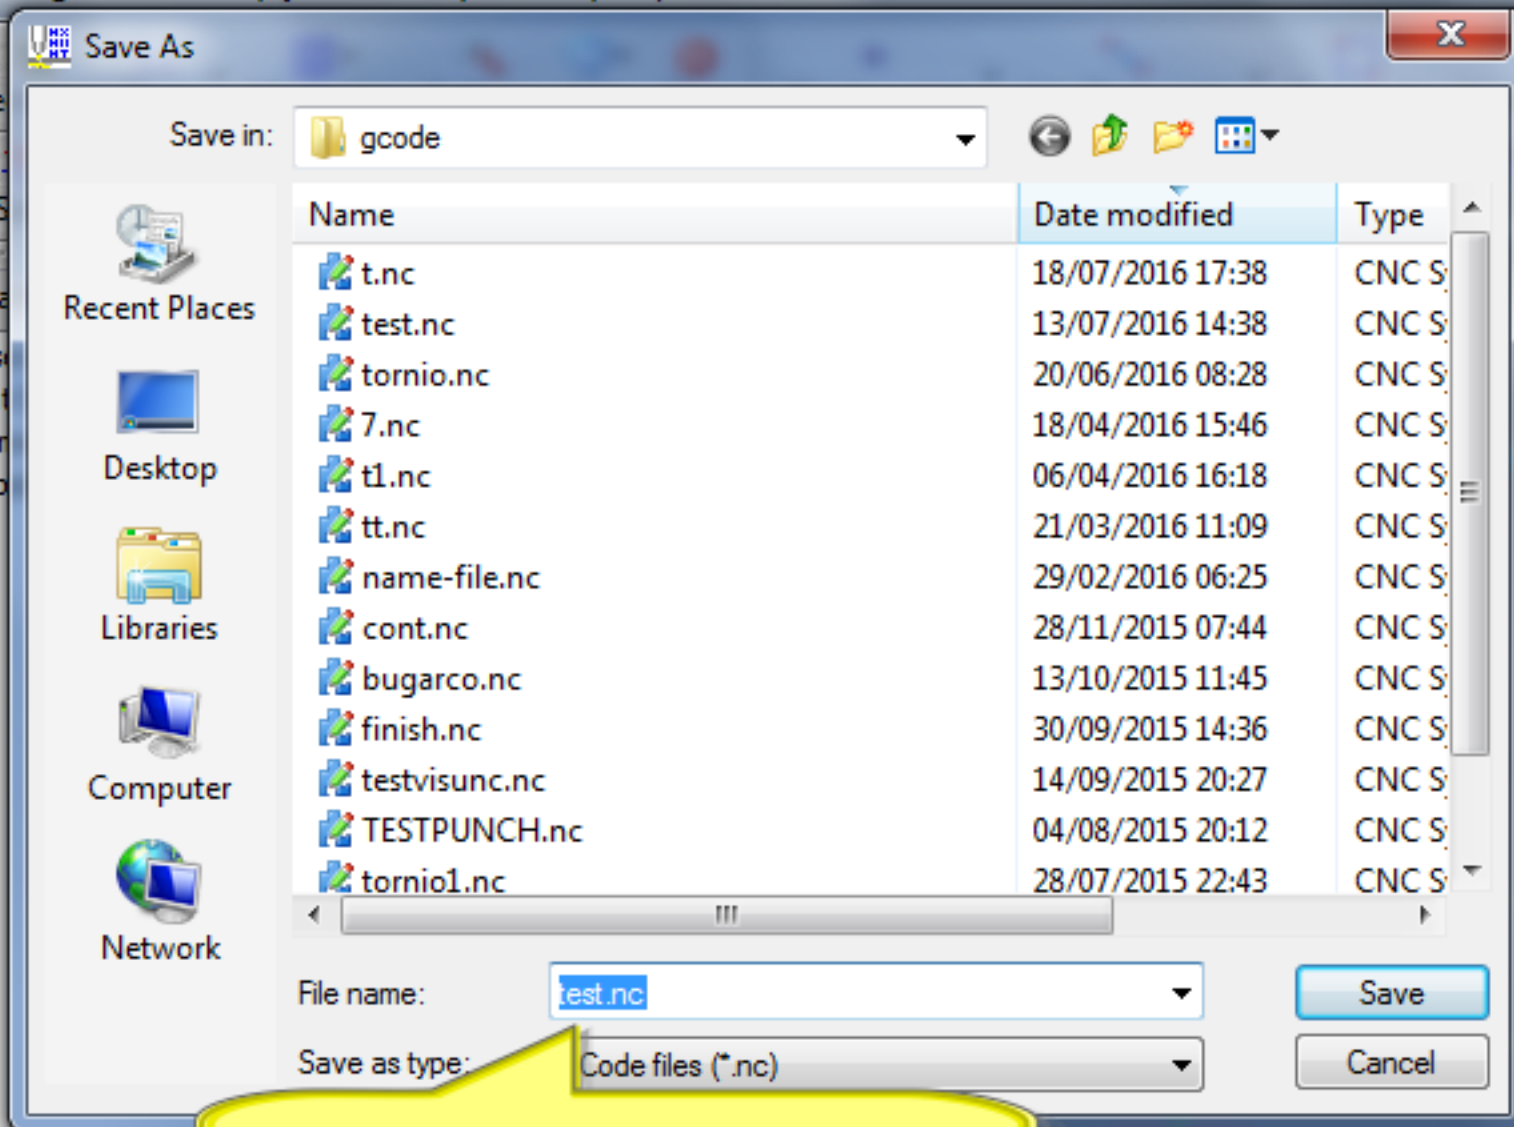 Save As
Save in: gcode
Name Date modified Type
t.nc 18/07/2016 17:38 CNC S
test.nc 13/07/2016 14:38 CNC S
tornio.nc 20/06/2016 08:28 CNC S
7.nc 18/04/2016 15:46 CNC S
t1.nc 06/04/2016 16:18 CNC S
tt.nc 21/03/2016 11:09 CNC S
name-file.nc 29/02/2016 06:25 CNC S
cont.nc 28/11/2015 07:44 CNC S
bugarco.nc 13/10/2015 11:45 CNC S
finish.nc 30/09/2015 14:36 CNC S
testvisunc.nc 14/09/2015 20:27 CNC S
TESTPUNCH.nc 04/08/2015 20:12 CNC S
tornio1.nc 28/07/2015 22:43 CNC S
Recent Places
Desktop
Libraries
Computer
Network
File name: test.nc Save
Save as type: Code files (*.nc) Cancel